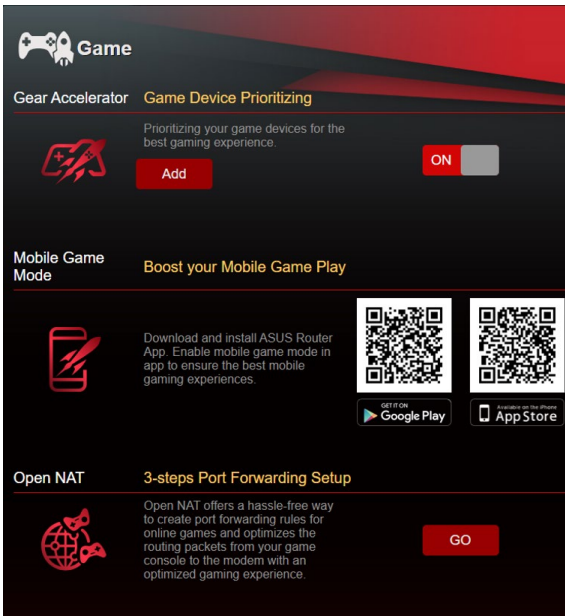 Game
Gear Accelerator
Game Device Prioritizing
Prioritizing your game devices for the
best gaming experience.
Add
ON
Mobile Game
Mode
Boost your Mobile Game Play
Download and install ASUS Router
App. Enable mobile game mode in
app to ensure the best mobile
gaming experiences.
GET IT ON
Google Play
Available on the iPhone
App Store
Open NAT
3-steps Port Forwarding Setup
Open NAT offers a hassle-free way
to create port forwarding rules for
online games and optimizes the
routing packets from your game
console to the modem with an
optimized gaming experience.
GO